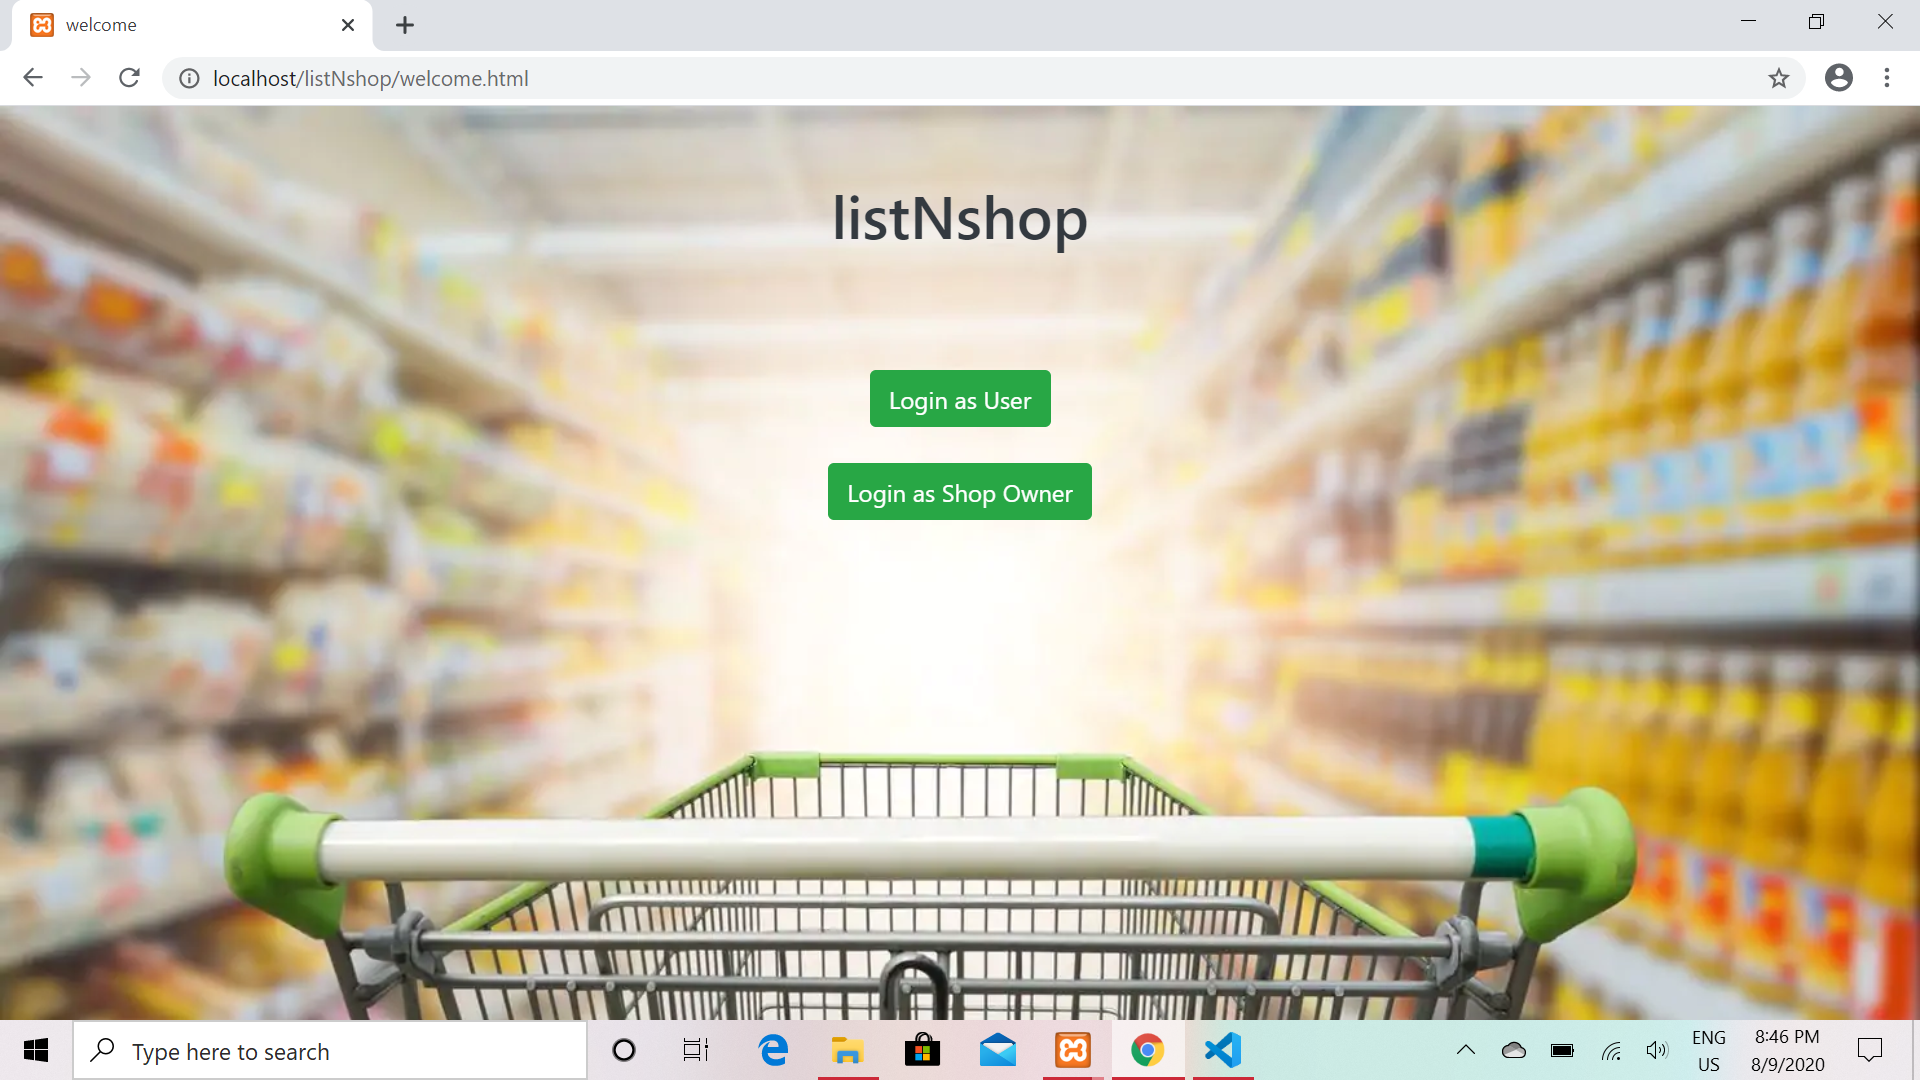 welcome
localhost/listNshop/welcome.html
listNshop
Login as User
Login as Shop Owner
Type here to search
ENG
US
8:46 PM
8/9/2020